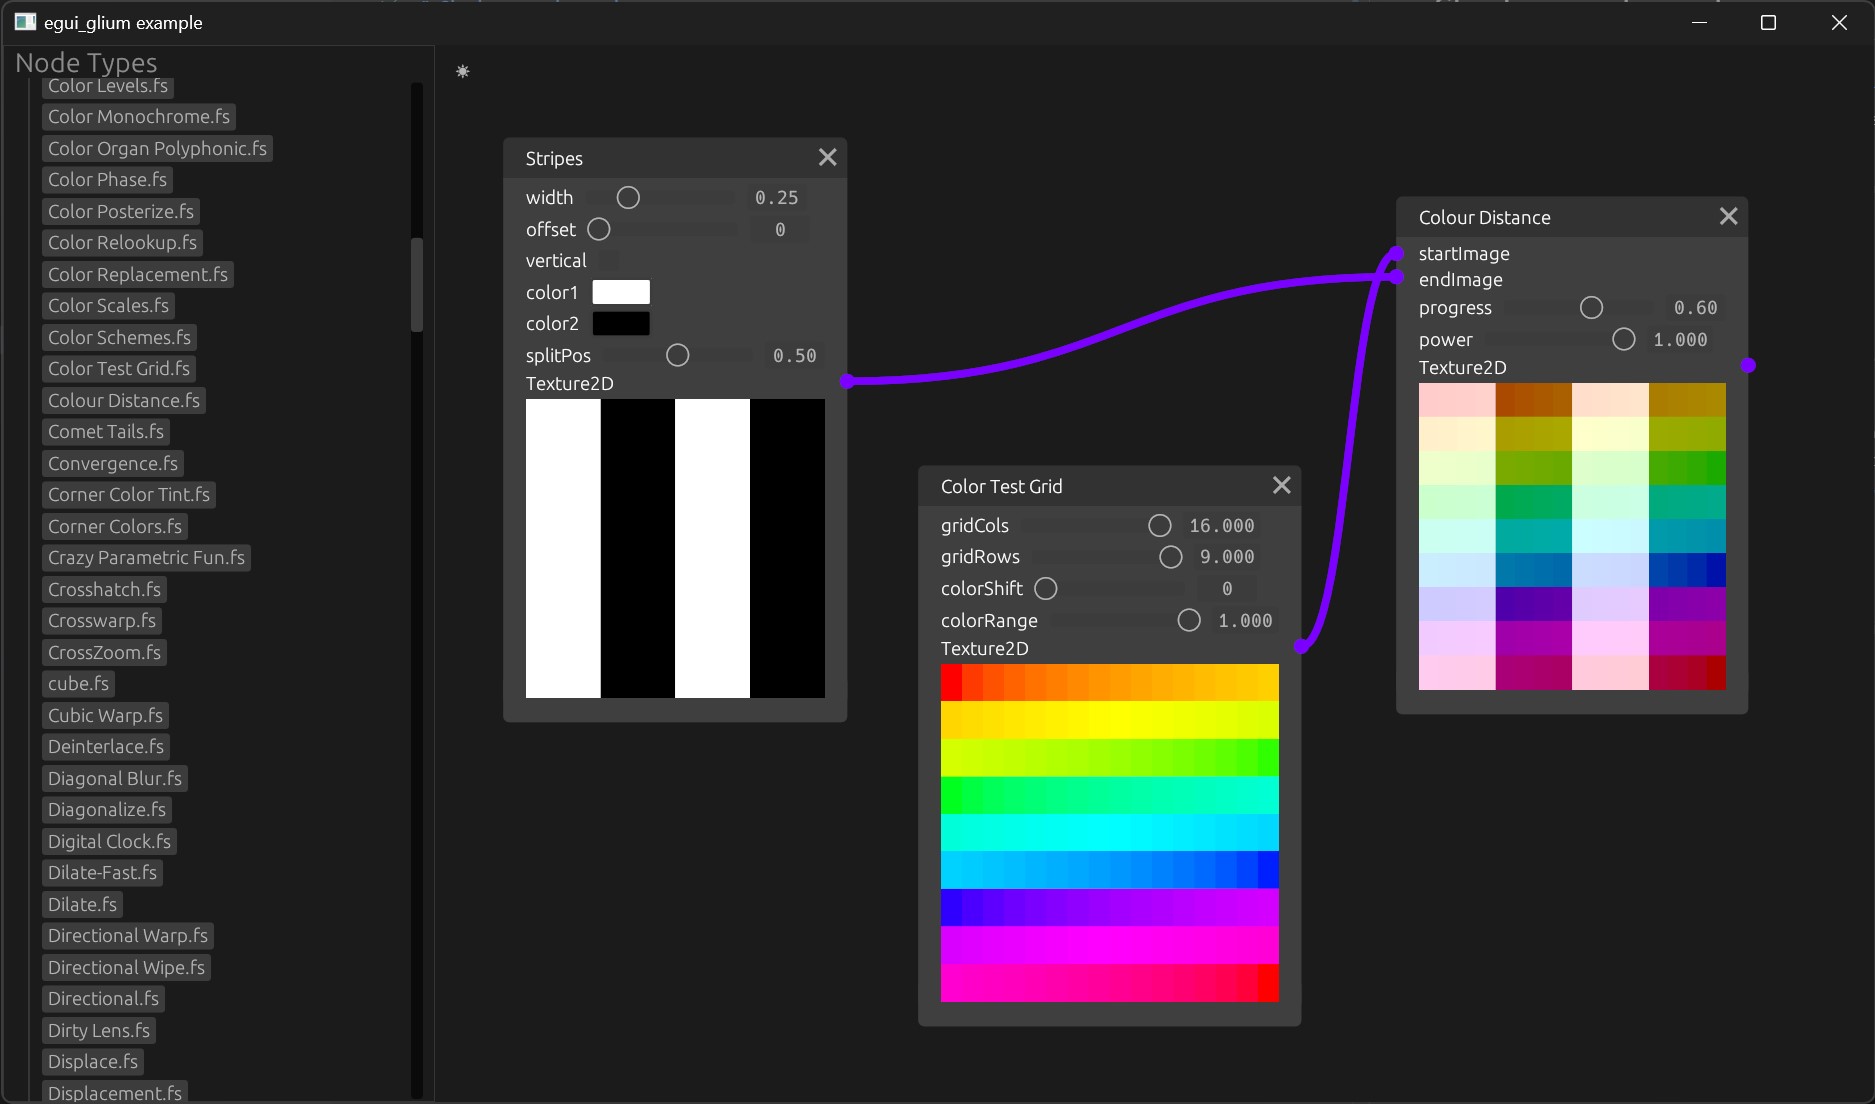 egui_glium example
Node Types
Color Levels.fs
Color Monochrome.fs
Color Organ Polyphonic.fs
Color Phase.fs
Color Posterize.fs
Color Relookup.fs
Color Replacement.fs
Color Scales.fs
Color Schemes.fs
Color Test Grid.fs
Colour Distance.fs
Comet Tails.fs
Convergence.fs
Corner Color Tint.fs
Corner Colors.fs
Crazy Parametric Fun.fs
Crosshatch.fs
Crosswarp.fs
CrossZoom.fs
cube.fs
Cubic Warp.fs
Deinterlace.fs
Diagonal Blur.fs
Diagonalize.fs
Digital Clock.fs
Dilate-Fast.fs
Dilate.fs
Directional Warp.fs
Directional Wipe.fs
Directional.fs
Dirty Lens.fs
Displace.fs
Displacement.fs
Stripes
width 0.25
offset 0
vertical
color1
color2
splitPos 0.50
Texture2D
Color Test Grid
gridCols 16.000
gridRows 9.000
colorShift 0
colorRange 1.000
Texture2D
Colour Distance
startImage
endImage
progress 0.60
power 1.000
Texture2D